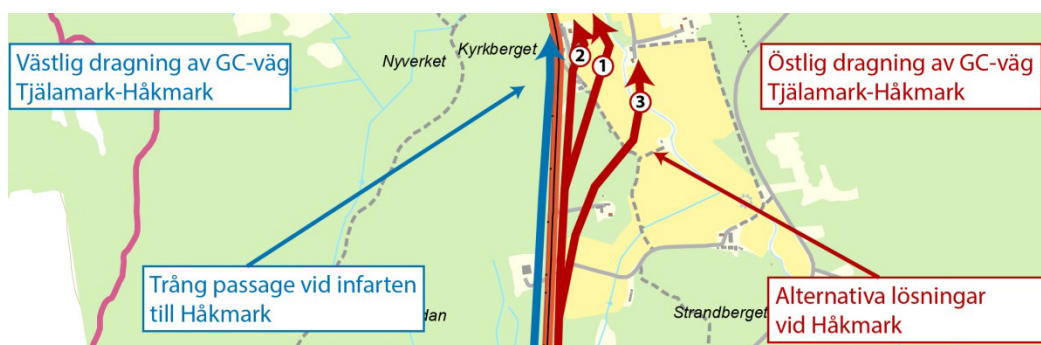 Västlig dragning av GC-väg
Tjälamark-Håkmark
Nyverket
Kyrkberget
2
1
3
Östlig dragning av GC-väg
Tjälamark-Håkmark
Trång passage vid infarten
till Håkmark
dan
Strandberget
Alternativa lösningar
vid Håkmark